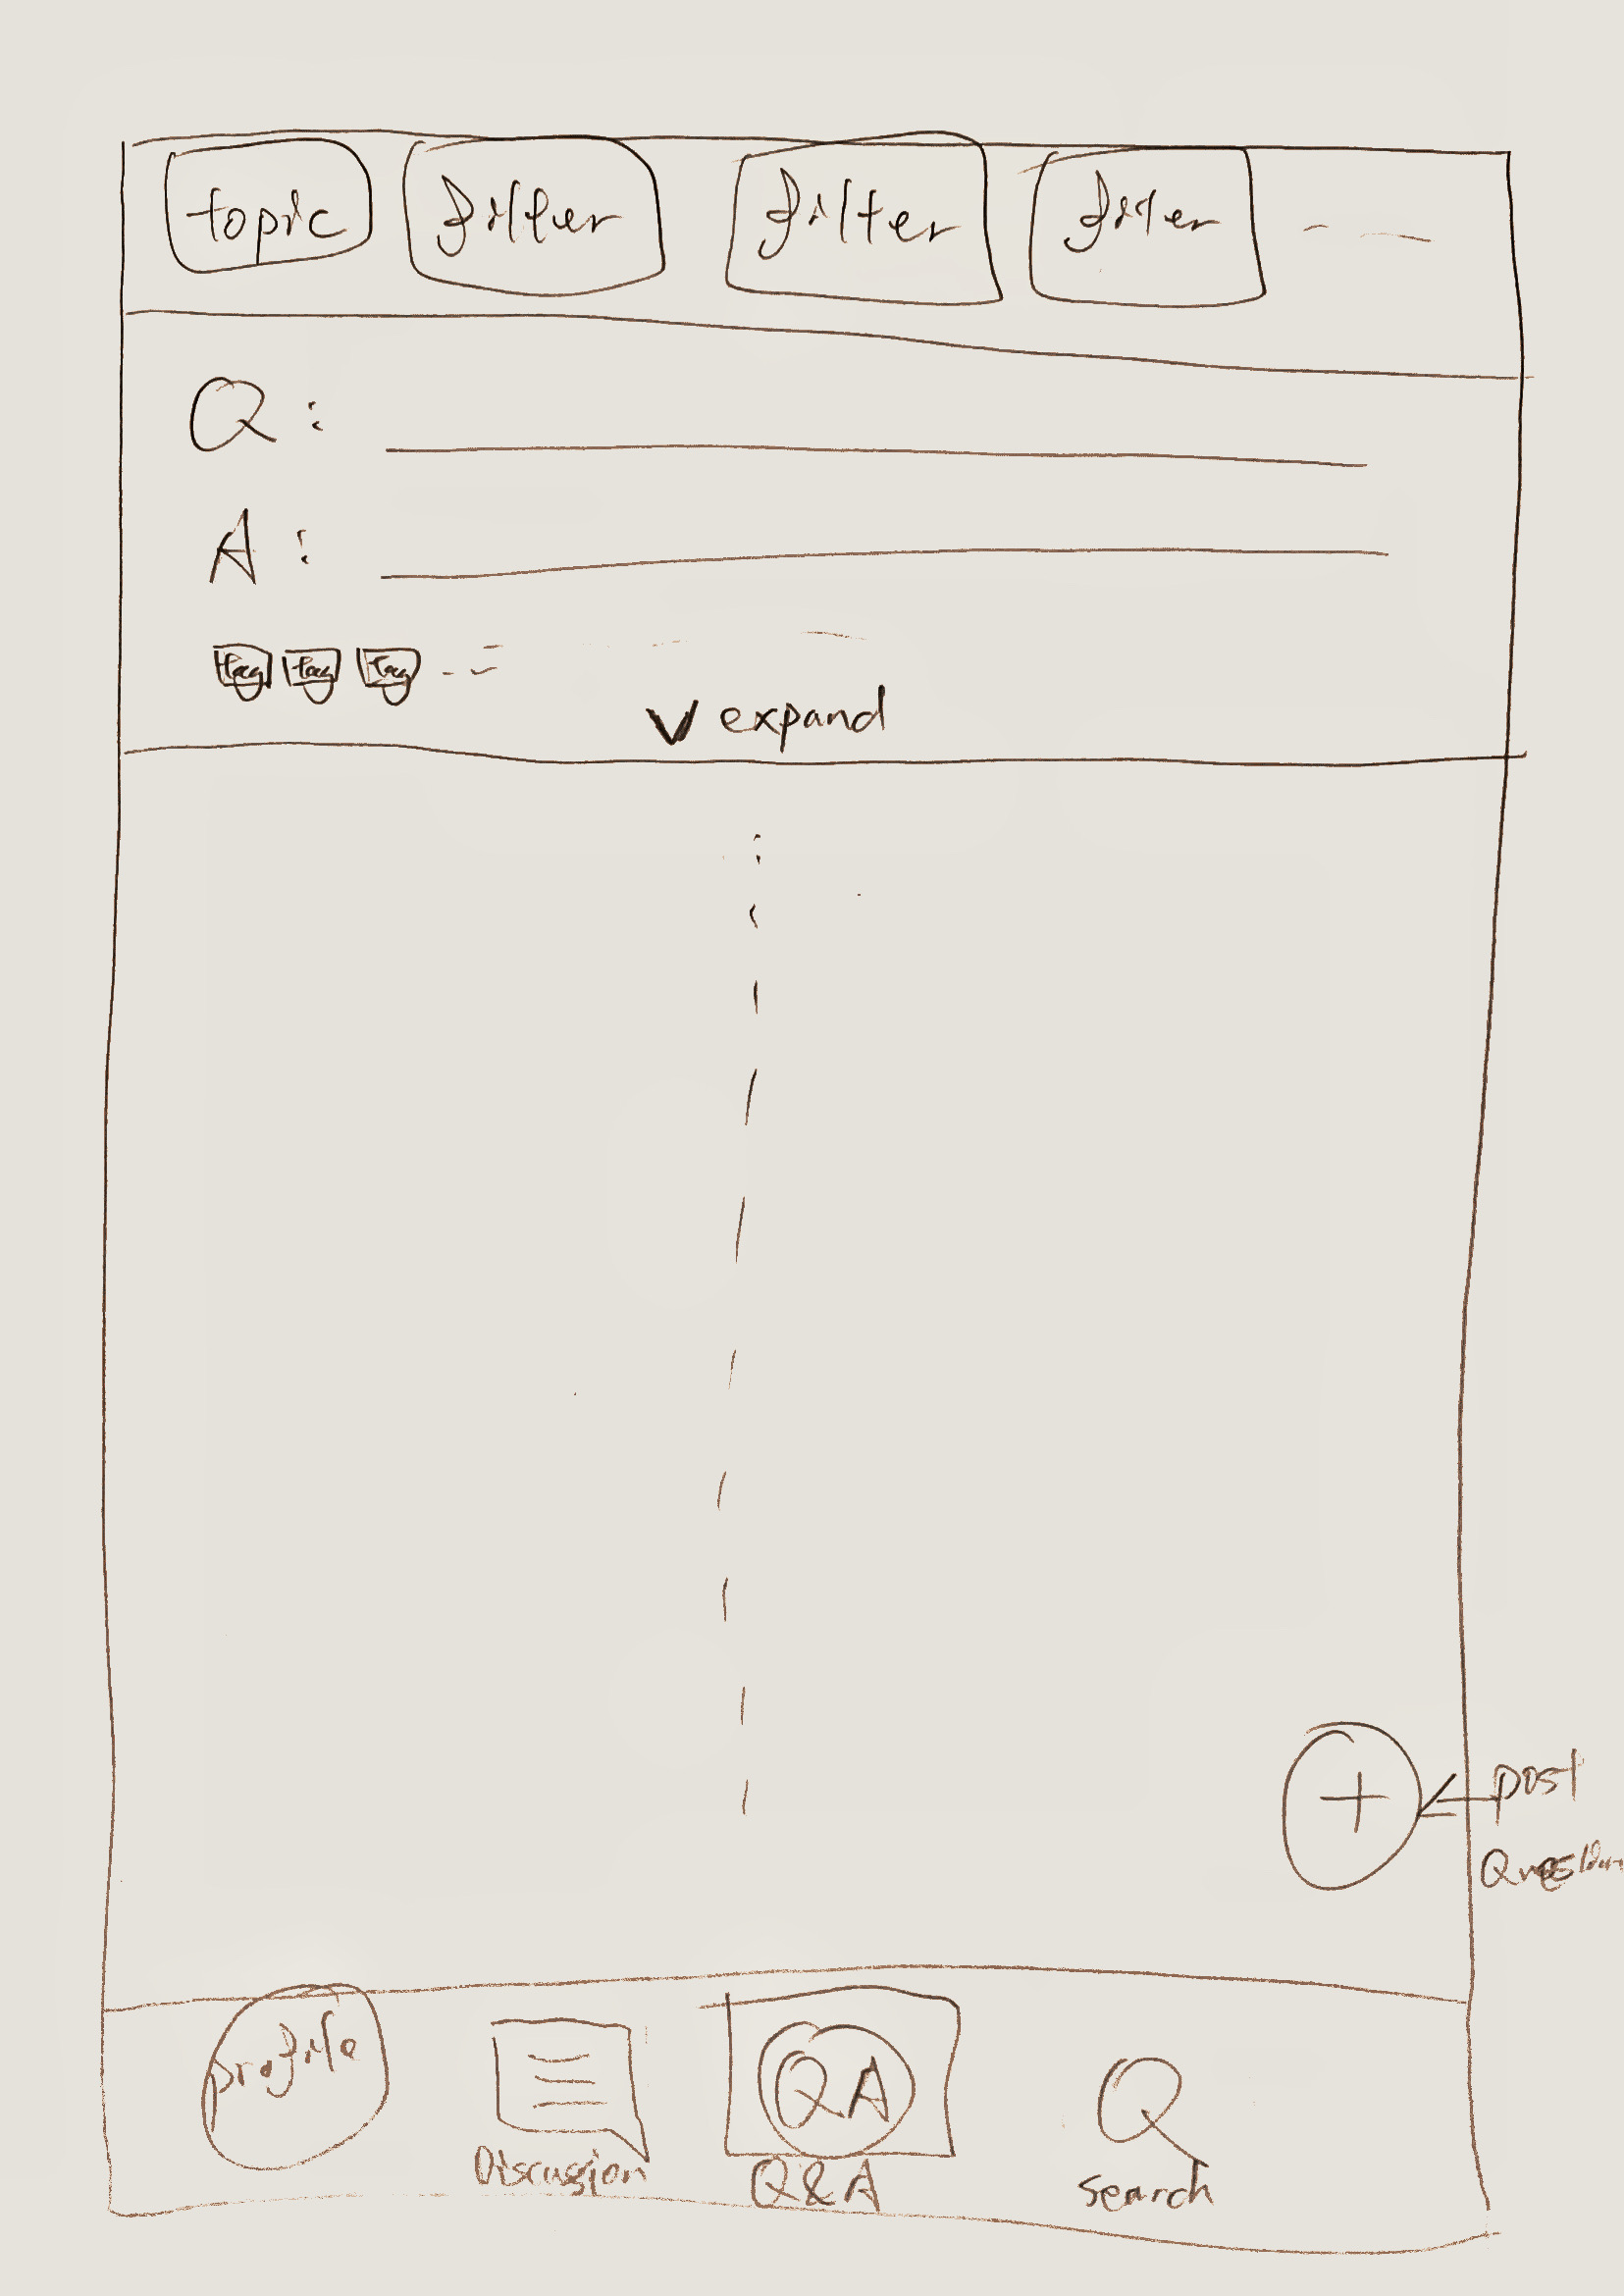 topic filter filter filter
Q :
A :
tag tag tag
expand
+
post
Question
profile
QA
Discussion Q&A search